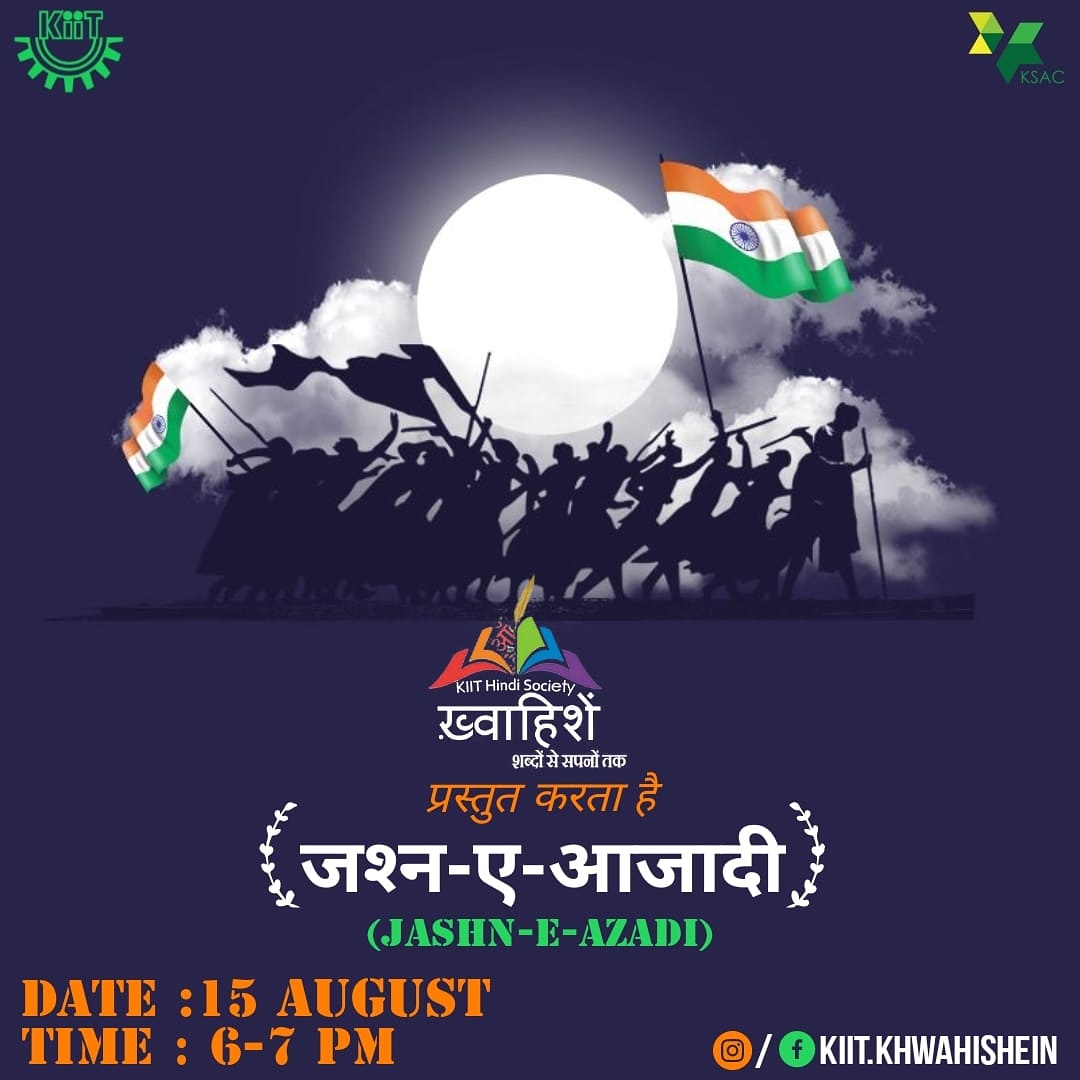 KiiT
KSAC
KIIT Hindi Society
ख़्वाहिशें
शब्दों से सपनों तक
प्रस्तुत करता है
जश्न-ए-आजादी
(JASHN-E-AZADI)
DATE :15 AUGUST
TIME : 6-7 PM
/ KIIT.KHWAHISHEIN